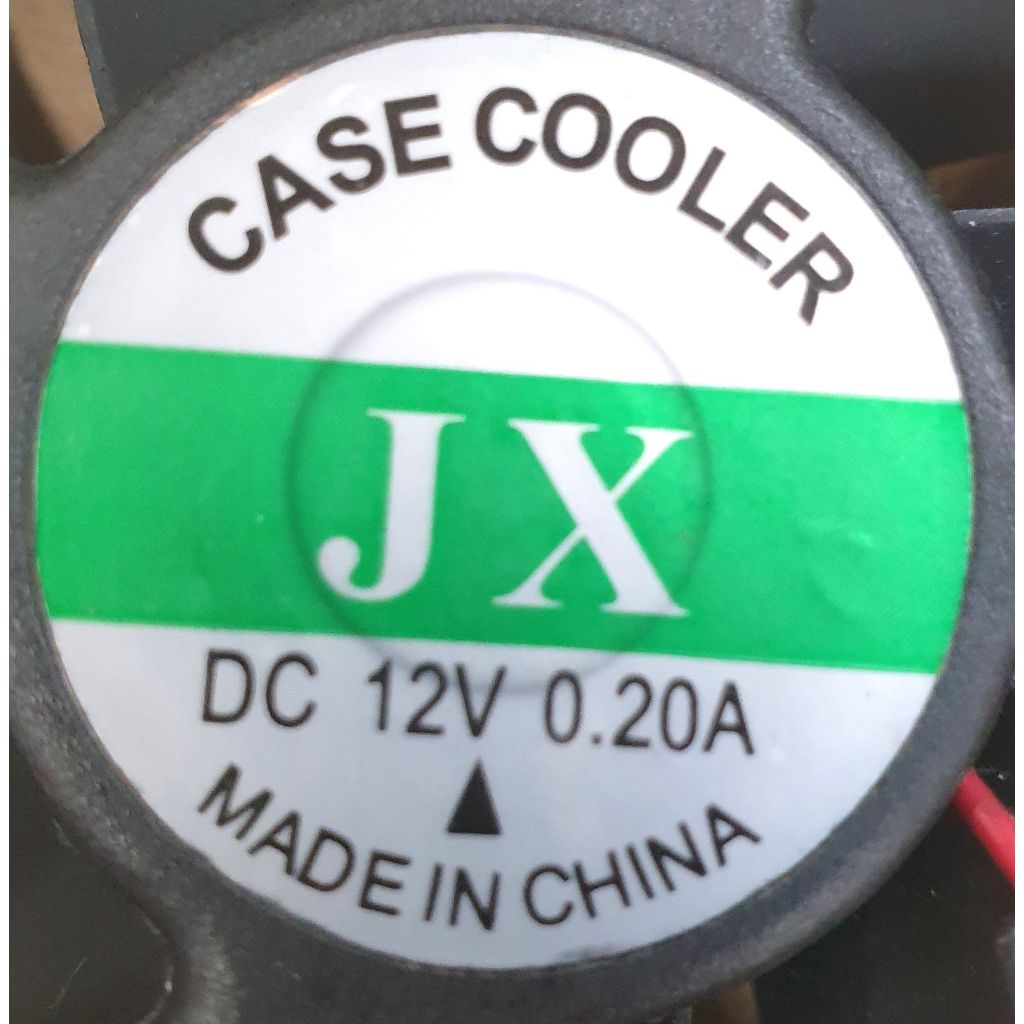 CASE COOLER
JX
DC 12V 0.20A
MADE IN CHINA